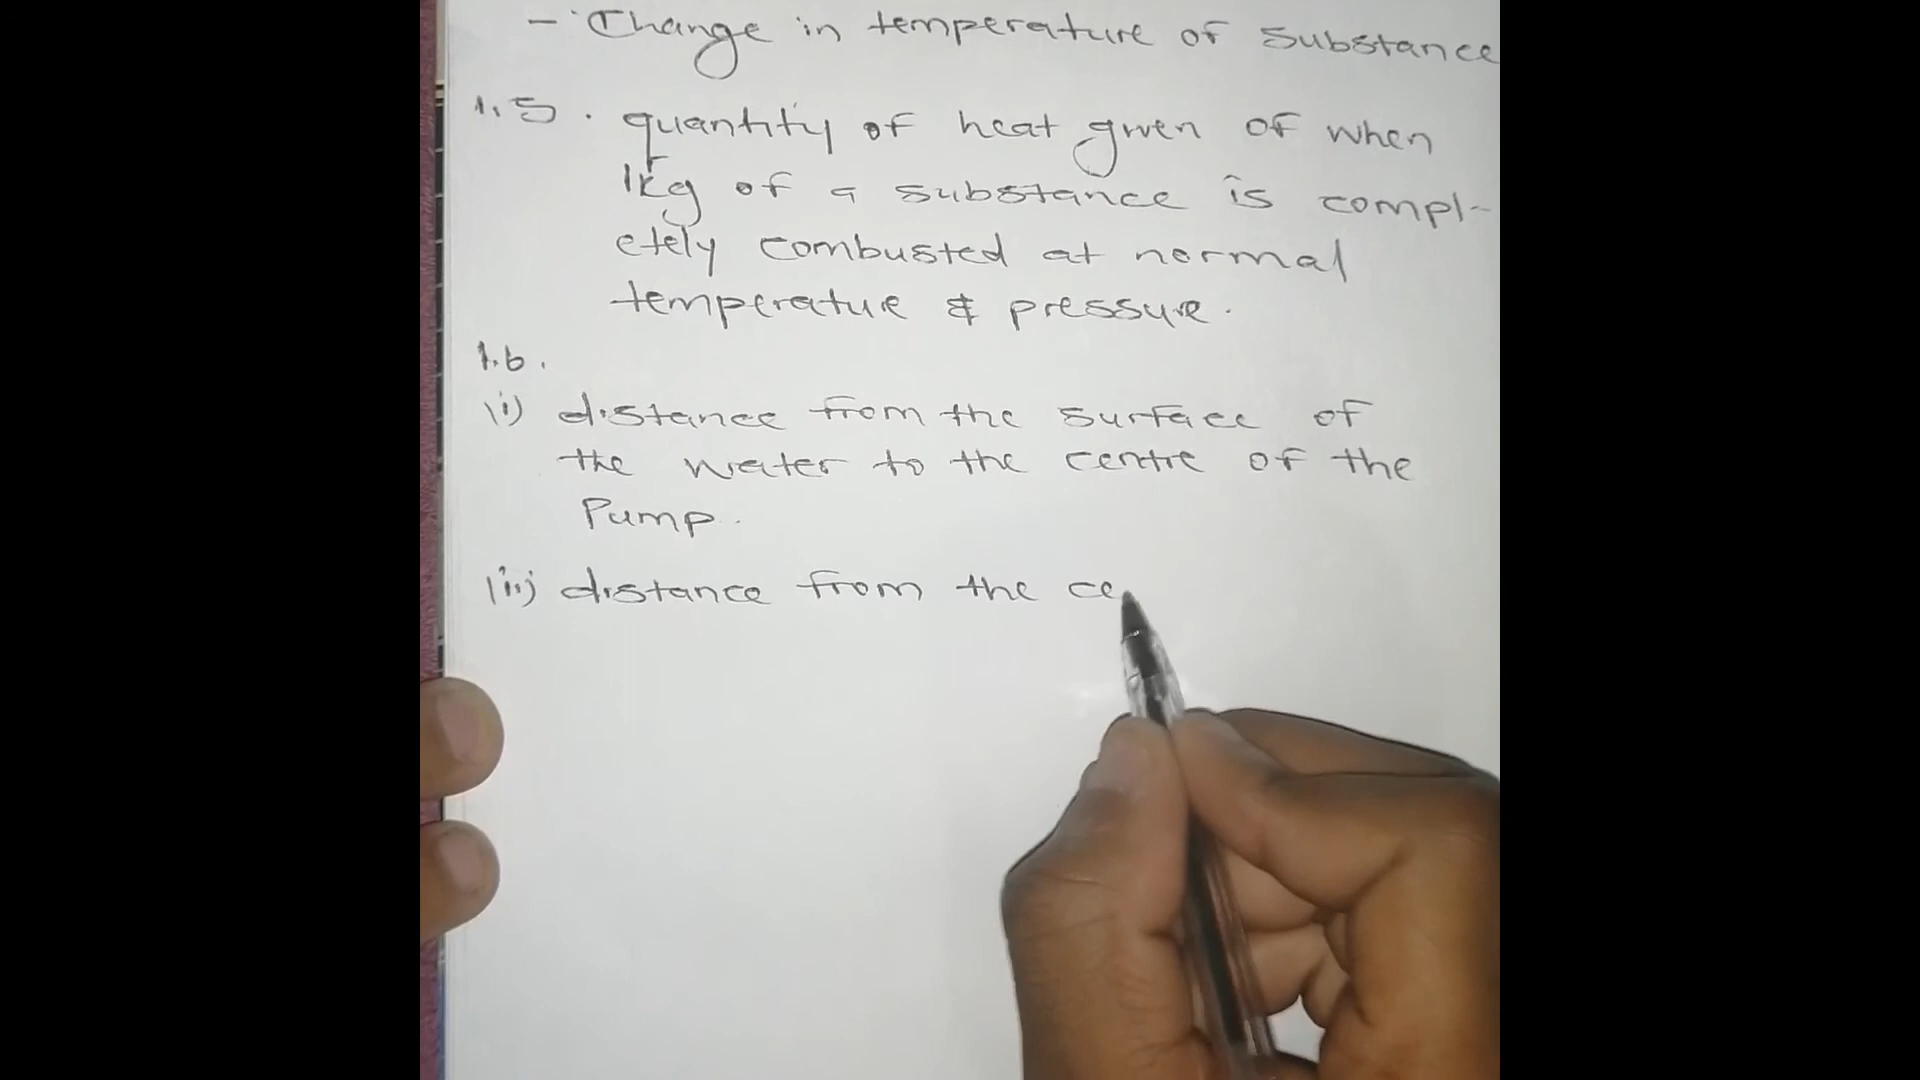 - Change in temperature of substance
1.5. quantity of heat given of when
1kg of a substance is compl-
etely combusted at normal
temperature & pressure.
1.6.
(i) distance from the surface of
the water to the centre of the
Pump.
(ii) distance from the ce